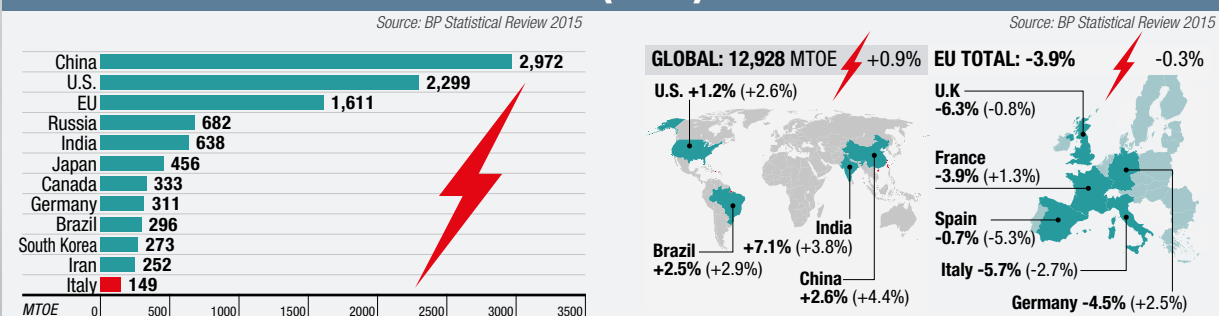 Source: BP Statistical Review 2015
China 2,972
U.S. 2,299
EU 1,611
Russia 682
India 638
Japan 456
Canada 333
Germany 311
Brazil 296
South Korea 273
Iran 252
Italy 149
MTOE 0 500 1000 1500 2000 2500 3000 3500
Source: BP Statistical Review 2015
GLOBAL: 12,928 MTOE +0.9%
U.S. +1.2% (+2.6%)
Brazil
+2.5% (+2.9%)
India
+7.1% (+3.8%)
China
+2.6% (+4.4%)
EU TOTAL: -3.9% -0.3%
U.K
-6.3% (-0.8%)
France
-3.9% (+1.3%)
Spain
-0.7% (-5.3%)
Italy -5.7% (-2.7%)
Germany -4.5% (+2.5%)